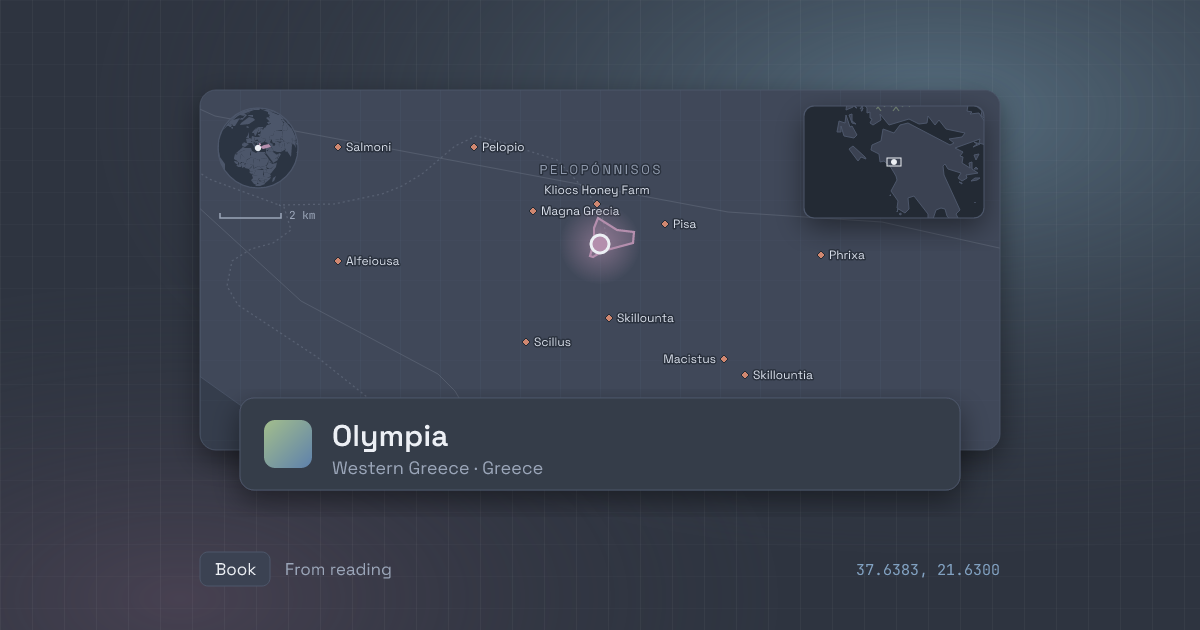 Salmoni
Pelopio
PELOPÓNNISOS
Kliocs Honey Farm
Magna Grecia
2 km
Pisa
Phrixa
Alfeiousa
Skillounta
Scillus
Macistus
Skillountia
Olympia
Western Greece · Greece
Book
From reading
37.6383, 21.6300